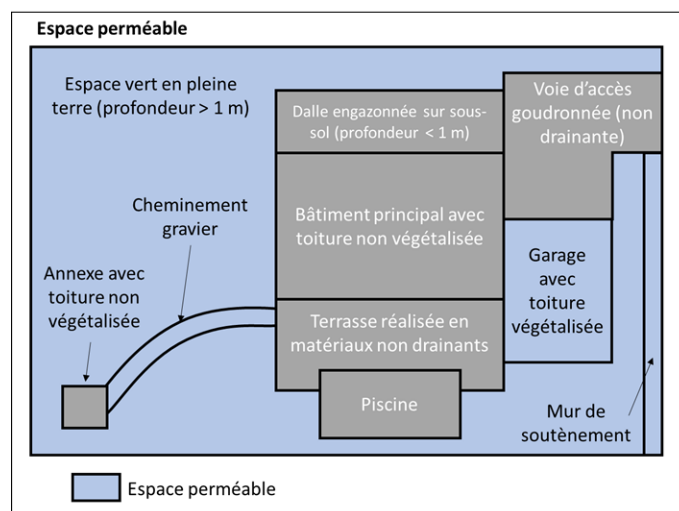 Espace perméable
Espace vert en pleine
terre (profondeur > 1 m)
Dalle engazonnée sur sous-
sol (profondeur < 1 m)
Voie d’accès
goudronnée (non
drainante)
Cheminement
gravier
Bâtiment principal avec
toiture non végétalisée
Garage
avec
toiture
végétalisée
Annexe avec
toiture non
végétalisée
Terrasse réalisée en
matériaux non drainants
Piscine
Mur de
soutènement
Espace perméable